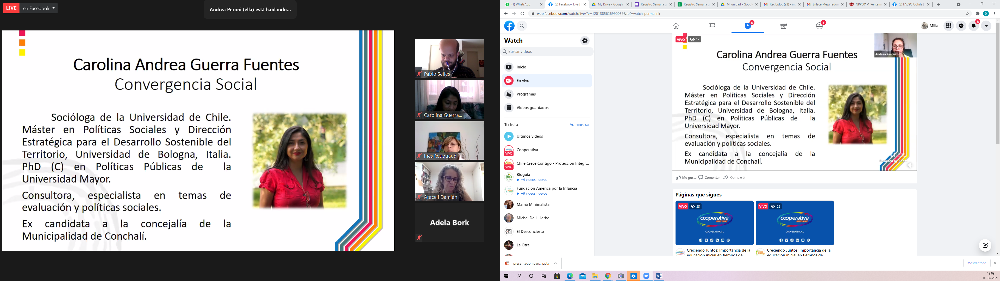 LIVE en Facebook
Andrea Peroni (ella) está hablando...
Carolina Andrea Guerra Fuentes
Convergencia Social
Socióloga de la Universidad de Chile.
Máster en Políticas Sociales y Dirección
Estratégica para el Desarrollo Sostenible del
Territorio, Universidad de Bologna, Italia.
PhD (C) en Políticas Públicas de la
Universidad Mayor.
Consultora, especialista en temas de
evaluación y políticas sociales.
Ex candidata a la concejalía de la
Municipalidad de Conchalí.
Pablo Selles
Carolina Guerra...
Ines Rouquaud
Araceli Damián
Adela Bork
(1) WhatsApp
(8) Facebook Live |
My Drive - Google
Registro Semana g
Registro Semana g
Mi unidad - Googl
Recibidos (23) - in
Enlace Mesa redon
NPP601-1 Pensam
(8) FACSO UChile |
web.facebook.com/watch/live/?v=1201385626990069&ref=watch_permalink
D
6
1
Milla
8
Watch
Buscar videos
Inicio
En vivo
Programas
Videos guardados
Tu lista
Administrar
Últimos videos
Cooperativa
VIVO
Chile Crece Contigo - Protección Integr...
VIVO
Bioguia
+9 videos nuevos
Fundación América por la Infancia
+9 videos nuevos
Mamá Minimalista
Michel De L'Herbe
El Desconcierto
La Otra
VIVO 17
Andrea Peroni...
Carolina Andrea Guerra Fuentes
Convergencia Social
Socióloga de la Universidad de Chile.
Máster en Políticas Sociales y Dirección
Estratégica para el Desarrollo Sostenible del
Territorio, Universidad de Bologna, Italia.
PhD (C) en Políticas Públicas de la
Universidad Mayor.
Consultora, especialista en temas de
evaluación y políticas sociales.
Ex candidata a la concejalía de la
Municipalidad de Conchalí.
Powered by Zoom
Me gusta
Comentar
Compartir
Páginas que sigues
VIVO 53
cooperativa
COOPERATIVA.CL
Creciendo Juntos: Importancia de la
educación inicial en tiempos de
VIVO 55
cooperativa
COOPERATIVA.CL
Creciendo Juntos: Importancia de la
educación inicial en tiempos de
presentacion pan....pptx
Mostrar todo
12:09
01-06-2021